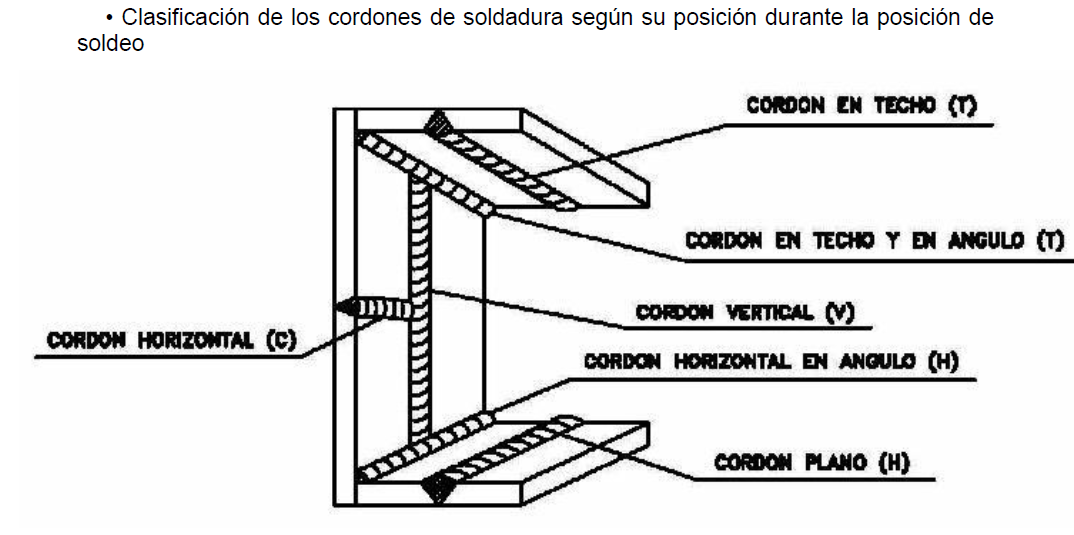 • Clasificación de los cordones de soldadura según su posición durante la posición de
soldeo
CORDON EN TECHO (T)
CORDON EN TECHO Y EN ANGULO (T)
CORDON VERTICAL (V)
CORDON HORIZONTAL (C)
CORDON HORIZONTAL EN ANGULO (H)
CORDON PLANO (H)